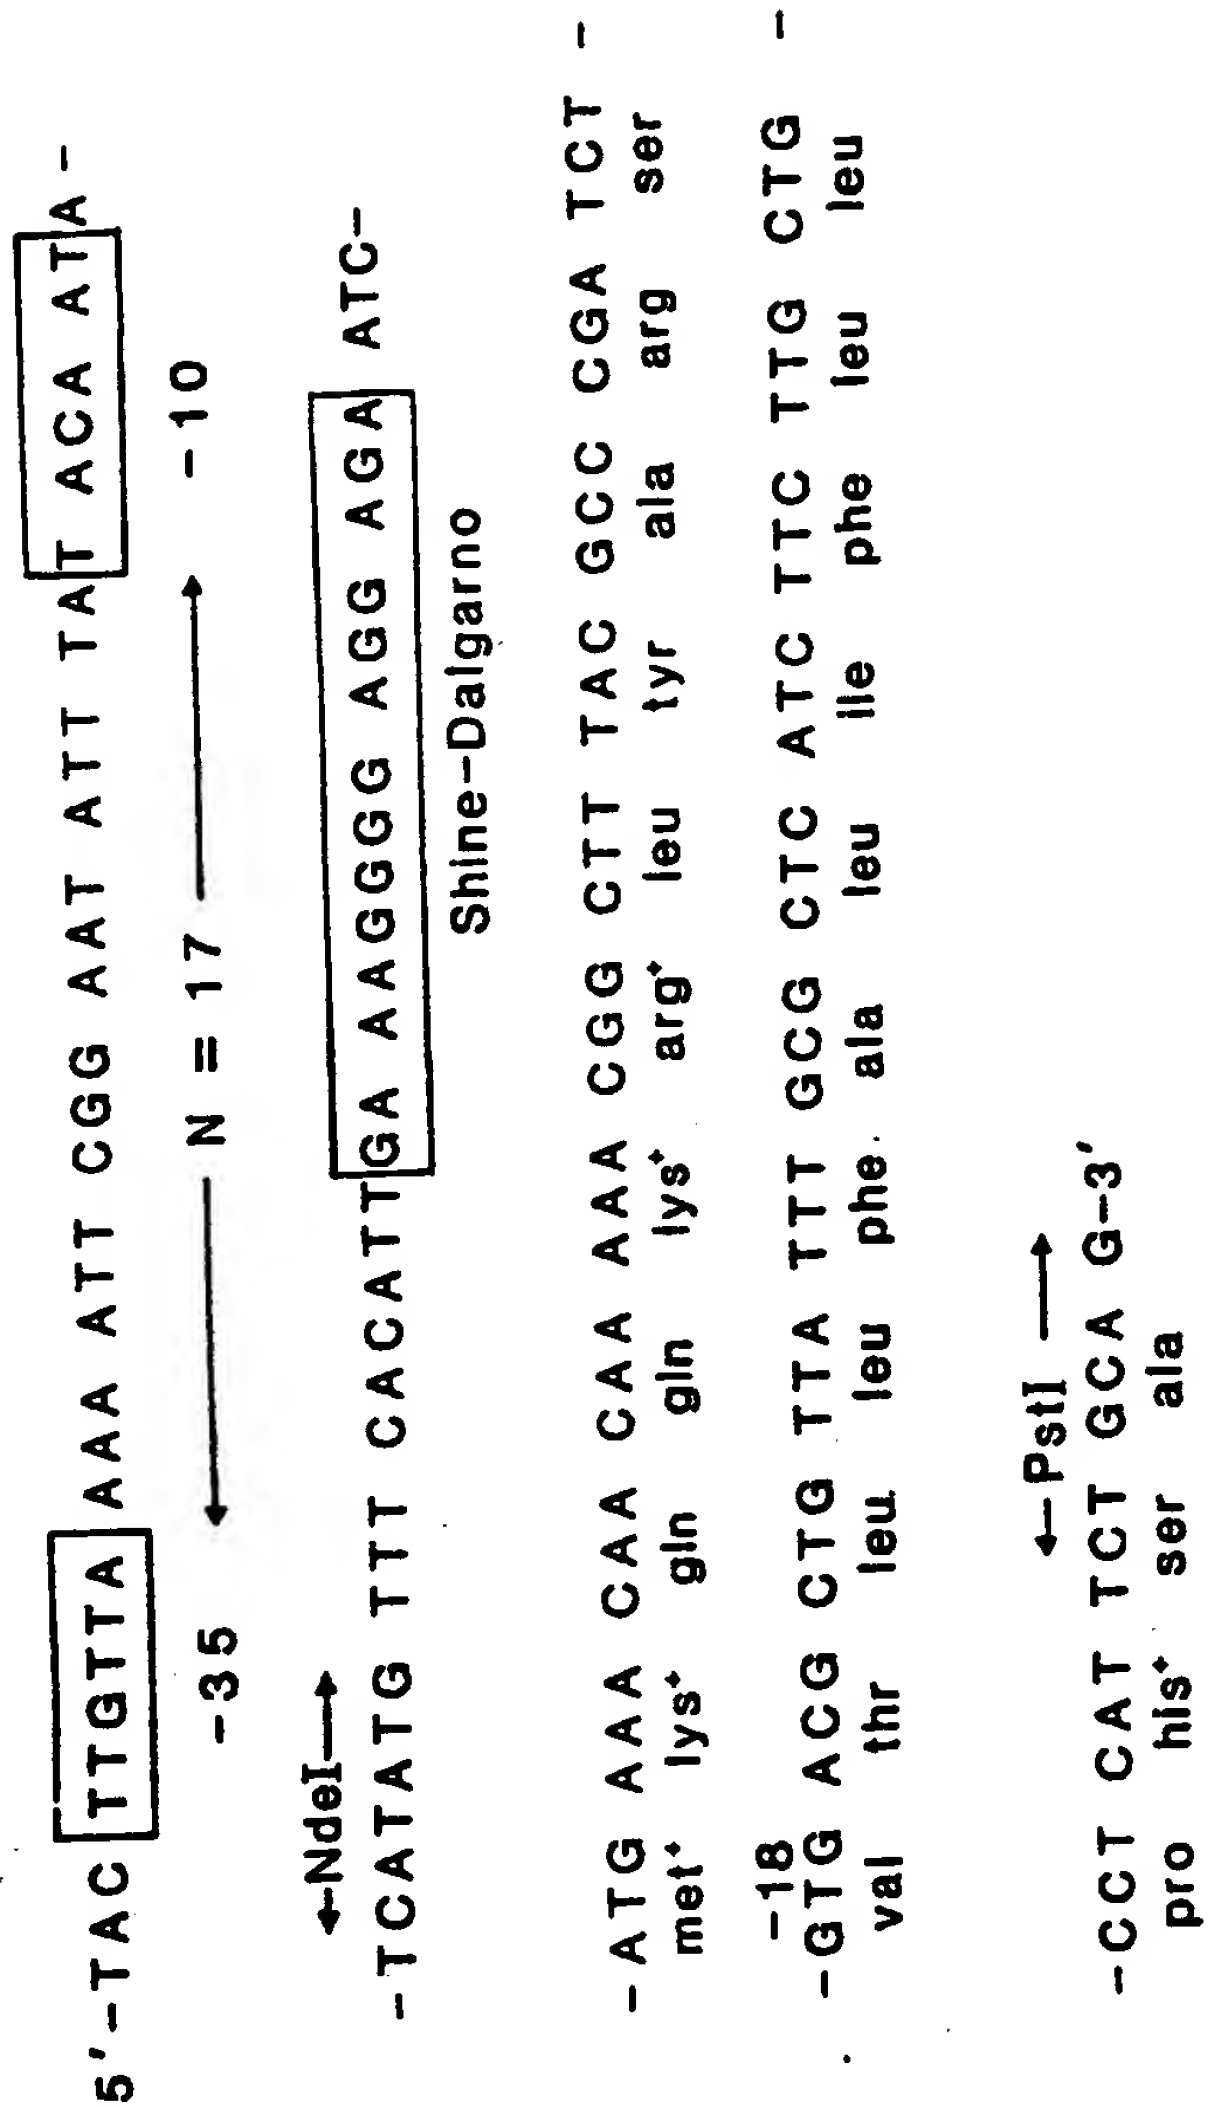 5'-TAC TTGTTA AAA ATT CGG AAT ATT TAT ACA ATA-
-35 N = 17 -10
NdeI
-TCATATG TTT CACATTGA AAGGGG AGG AGA ATC-
Shine-Dalgarno
-ATG AAA CAA CAA AAA CGG CTT TAC GCC CGA TCT -
met+ lys+ gln gln lys+ arg+ leu tyr ala arg ser
-18
-GTG ACG CTG TTA TTT GCG CTC ATC TTC TTG CTG -
val thr leu leu phe ala leu ile phe leu leu
PstI
-CCT CAT TCT GCA G-3'
pro his+ ser ala